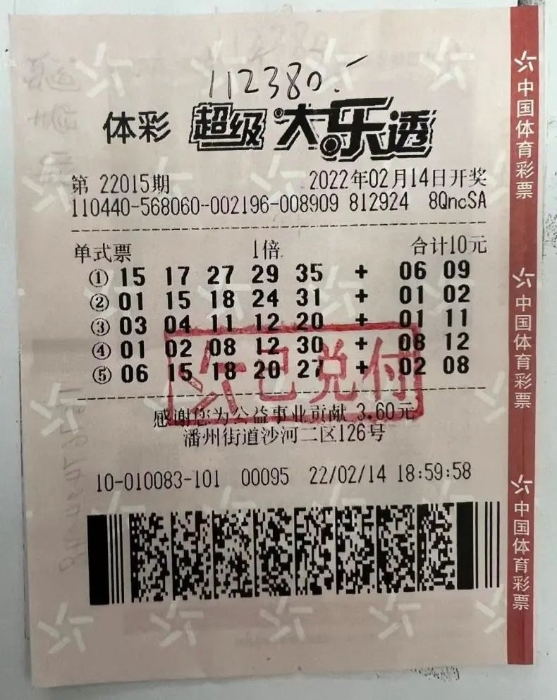 112380.-
体彩 超级大乐透
第 22015期 2022年02月14日开奖
110440-568060-002196-008909 812924 8QncSA
单式票 1倍 合计10元
① 15 17 27 29 35 + 06 09
② 01 15 18 24 31 + 01 02
③ 03 04 11 12 20 + 01 11
④ 01 02 08 12 30 + 08 12
⑤ 06 15 18 20 27 + 02 08
已兑付
感谢您为公益事业贡献 3.60元
潘州街道沙河二区126号
10-010083-101 00095 22/02/14 18:59:58
中国体育彩票
中国体育彩票
中国体育彩票